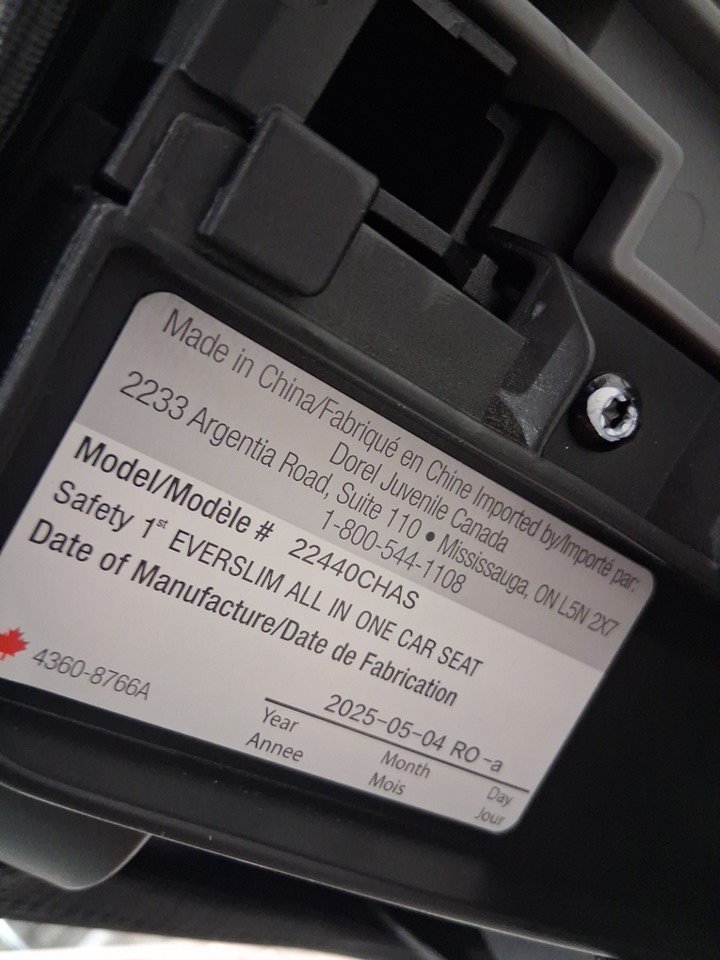 Made in China/Fabriqué en Chine Imported by/Importé par:
Dorel Juvenile Canada
2233 Argentia Road, Suite 110 • Mississauga, ON L5N 2X7
1-800-544-1108
Model/Modèle # 22440CHAS
Safety 1st EVERSLIM ALL IN ONE CAR SEAT
Date of Manufacture/Date de Fabrication
2025-05-04 RO -a
4360-8766A
Year Month Day
Annee Mois Jour